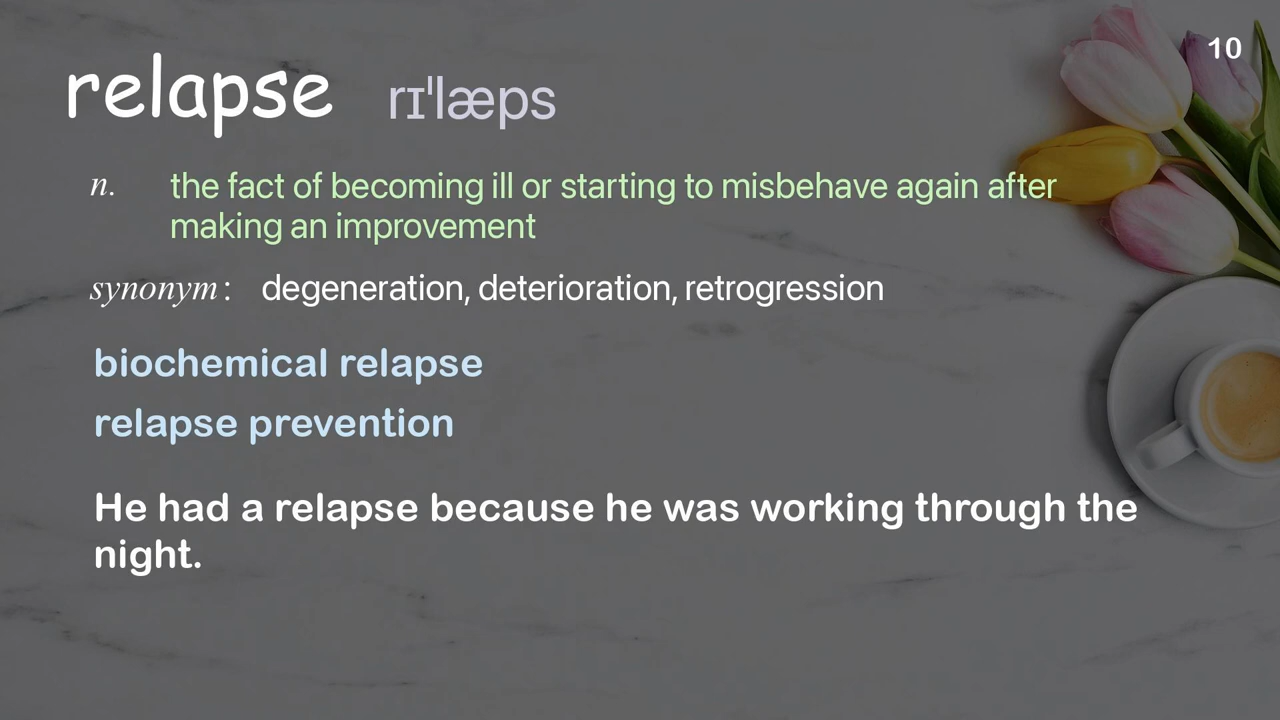 10
relapse rɪˈlæps
n. the fact of becoming ill or starting to misbehave again after
making an improvement
synonym : degeneration, deterioration, retrogression
biochemical relapse
relapse prevention
He had a relapse because he was working through the
night.